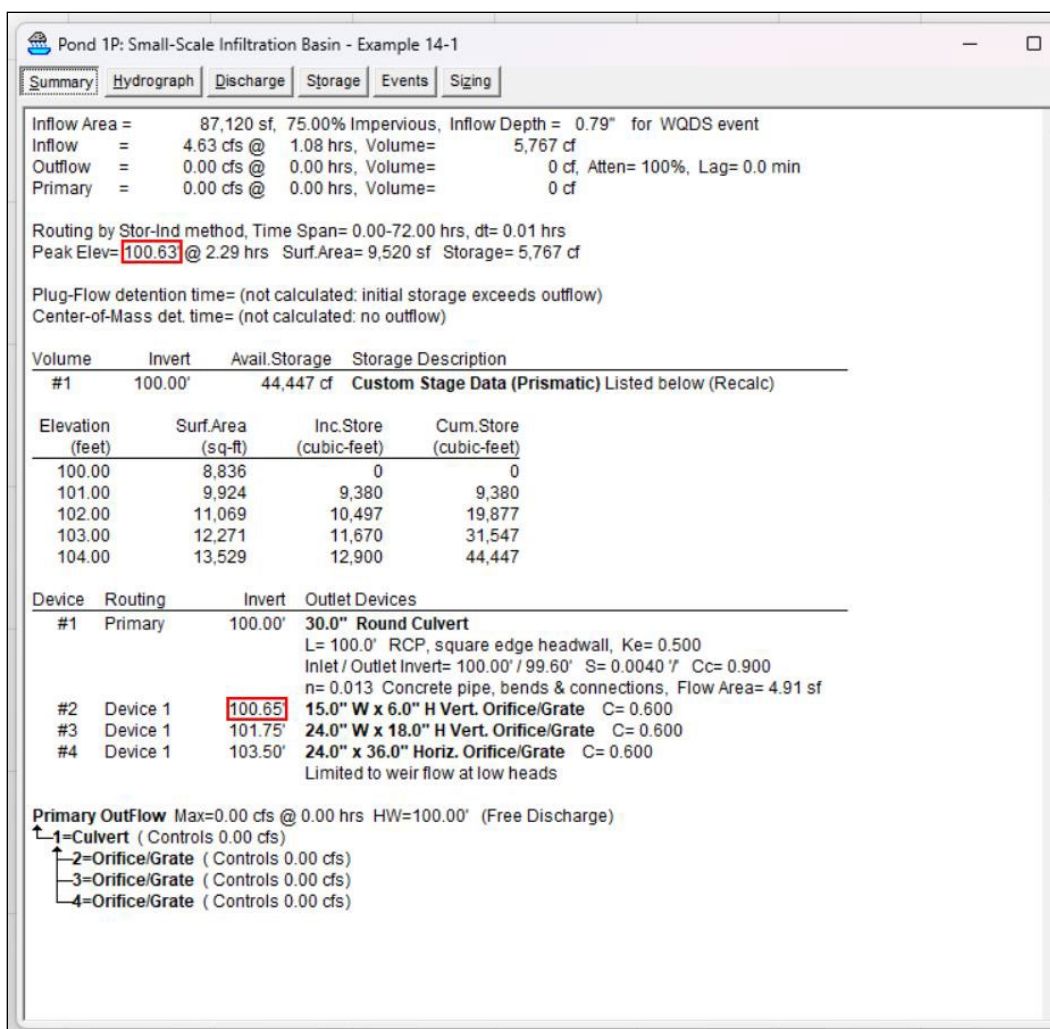 Pond 1P: Small-Scale Infiltration Basin - Example 14-1
Summary Hydrograph Discharge Storage Events Sizing
Inflow Area = 87,120 sf, 75.00% Impervious, Inflow Depth = 0.79" for WQDS event
Inflow = 4.63 cfs @ 1.08 hrs, Volume= 5,767 cf
Outflow = 0.00 cfs @ 0.00 hrs, Volume= 0 cf, Atten= 100%, Lag= 0.0 min
Primary = 0.00 cfs @ 0.00 hrs, Volume= 0 cf
Routing by Stor-Ind method, Time Span= 0.00-72.00 hrs, dt= 0.01 hrs
Peak Elev= 100.63' @ 2.29 hrs Surf.Area= 9,520 sf Storage= 5,767 cf
Plug-Flow detention time= (not calculated: initial storage exceeds outflow)
Center-of-Mass det. time= (not calculated: no outflow)
Volume Invert Avail.Storage Storage Description
#1 100.00' 44,447 cf Custom Stage Data (Prismatic) Listed below (Recalc)
Elevation Surf.Area Inc.Store Cum.Store
(feet) (sq-ft) (cubic-feet) (cubic-feet)
100.00 8,836 0 0
101.00 9,924 9,380 9,380
102.00 11,069 10,497 19,877
103.00 12,271 11,670 31,547
104.00 13,529 12,900 44,447
Device Routing Invert Outlet Devices
#1 Primary 100.00' 30.0" Round Culvert
L= 100.0' RCP, square edge headwall, Ke= 0.500
Inlet / Outlet Invert= 100.00' / 99.60' S= 0.0040 '/' Cc= 0.900
n= 0.013 Concrete pipe, bends & connections, Flow Area= 4.91 sf
#2 Device 1 100.65' 15.0" W x 6.0" H Vert. Orifice/Grate C= 0.600
#3 Device 1 101.75' 24.0" W x 18.0" H Vert. Orifice/Grate C= 0.600
#4 Device 1 103.50' 24.0" x 36.0" Horiz. Orifice/Grate C= 0.600
Limited to weir flow at low heads
Primary OutFlow Max=0.00 cfs @ 0.00 hrs HW=100.00' (Free Discharge)
1=Culvert (Controls 0.00 cfs)
2=Orifice/Grate (Controls 0.00 cfs)
3=Orifice/Grate (Controls 0.00 cfs)
4=Orifice/Grate (Controls 0.00 cfs)